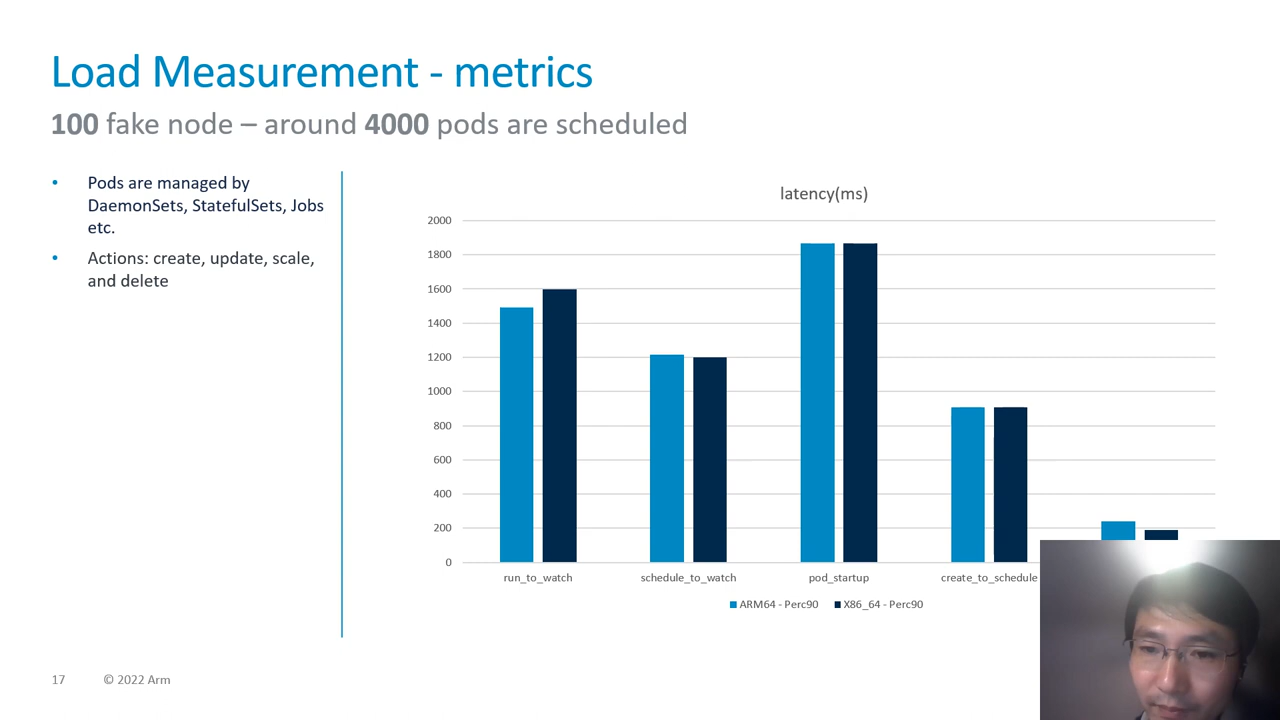 Load Measurement - metrics
100 fake node – around 4000 pods are scheduled
• Pods are managed by
DaemonSets, StatefulSets, Jobs
etc.
• Actions: create, update, scale,
and delete
latency(ms)
2000
1800
1600
1400
1200
1000
800
600
400
200
0
run_to_watch
schedule_to_watch
pod_startup
create_to_schedule
ARM64 - Perc90
X86_64 - Perc90
17
© 2022 Arm